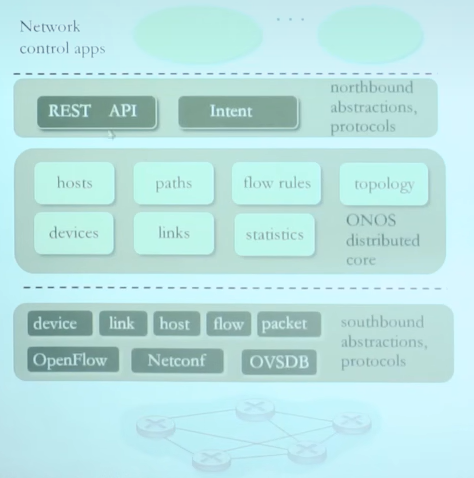 Network
control apps
. . .
REST API
Intent
northbound
abstractions,
protocols
hosts
paths
flow rules
topology
devices
links
statistics
ONOS
distributed
core
device
link
host
flow
packet
southbound
abstractions,
protocols
OpenFlow
Netconf
OVSDB